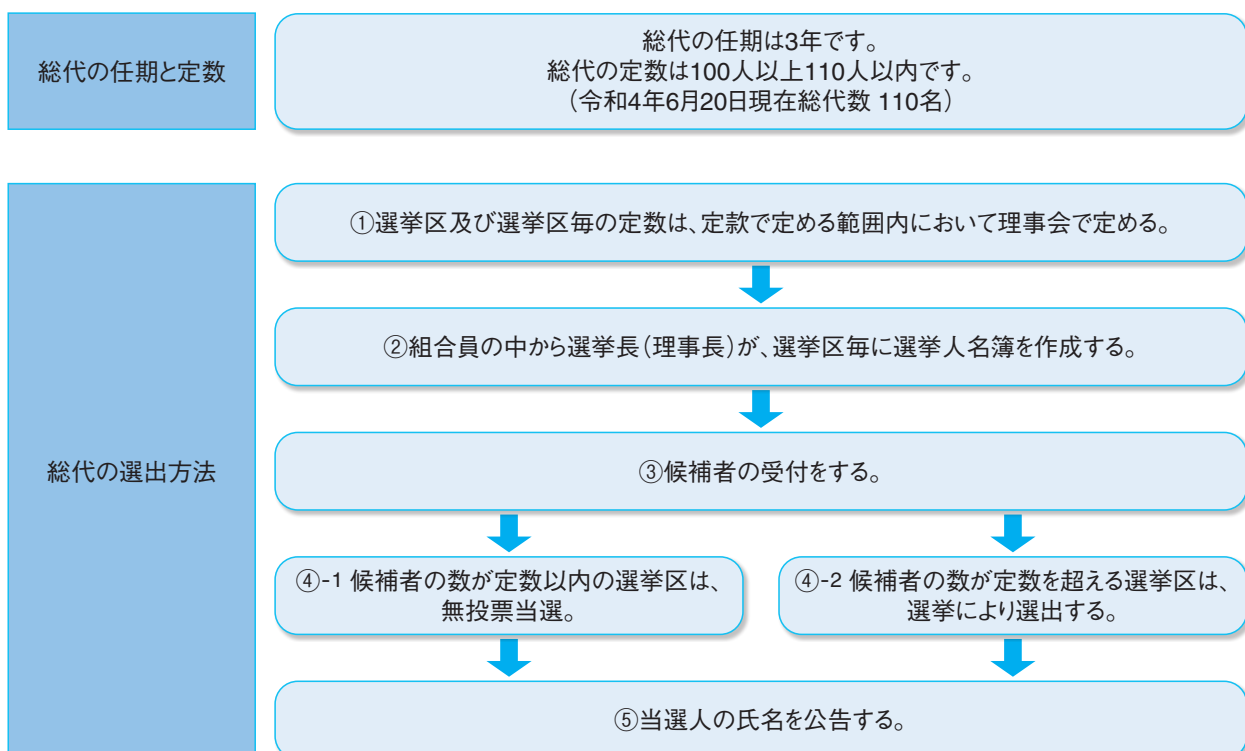 総代の任期と定数
総代の任期は3年です。
総代の定数は100人以上110人以内です。
（令和4年6月20日現在総代数 110名）
総代の選出方法
①選挙区及び選挙区毎の定数は、定款で定める範囲内において理事会で定める。
②組合員の中から選挙長（理事長）が、選挙区毎に選挙人名簿を作成する。
③候補者の受付をする。
④-1 候補者の数が定数以内の選挙区は、
無投票当選。
④-2 候補者の数が定数を超える選挙区は、
選挙により選出する。
⑤当選人の氏名を公告する。